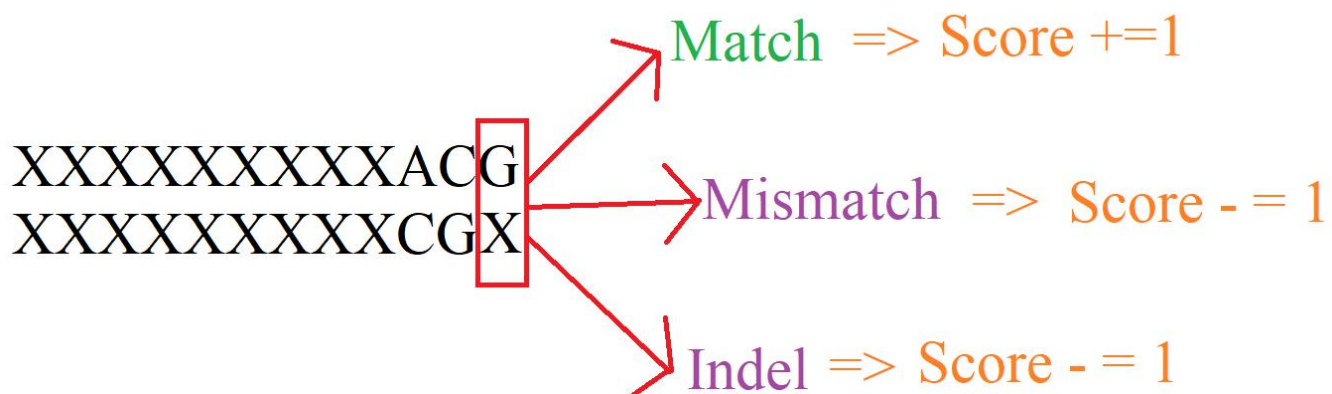 Match => Score +=1
XXXXXXXXXACG
XXXXXXXXXCGX
Mismatch => Score - = 1
Indel => Score - = 1